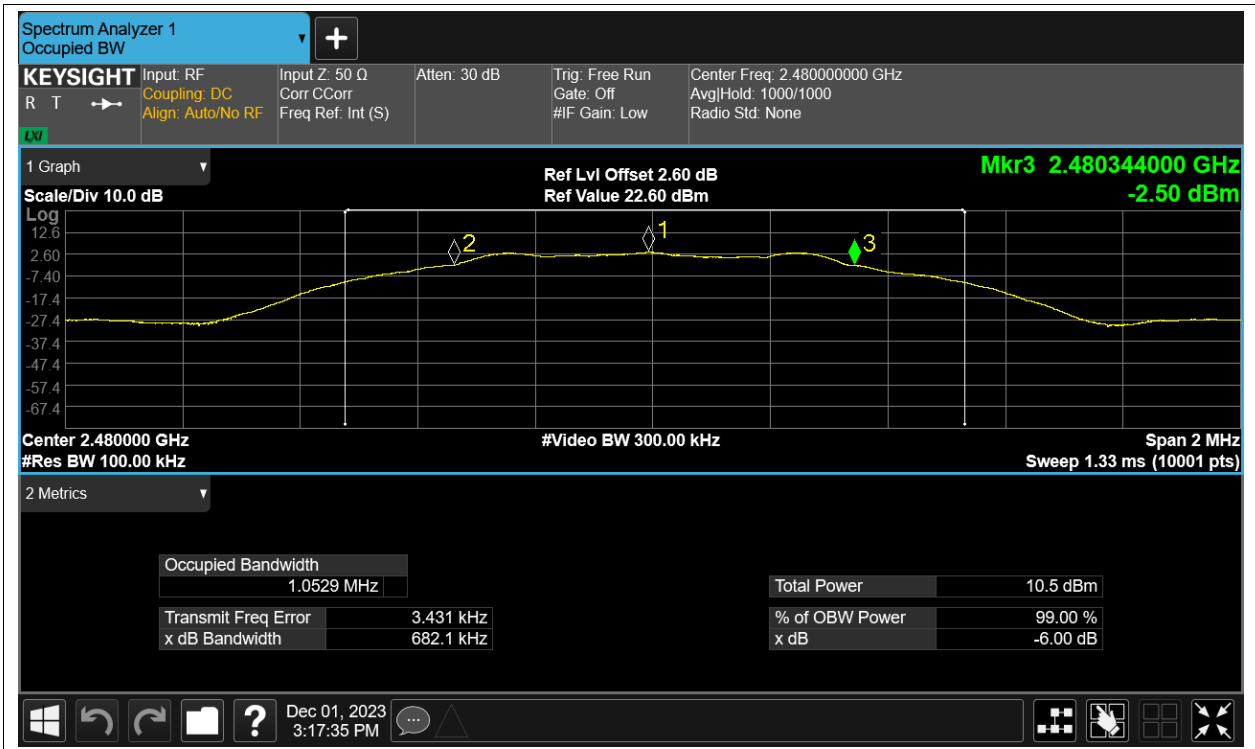 Spectrum Analyzer 1
Occupied BW
KEYSIGHT
R T
LXI
Input: RF
Coupling: DC
Align: Auto/No RF
Input Z: 50 Ω
Corr CCorr
Freq Ref: Int (S)
Atten: 30 dB
Trig: Free Run
Gate: Off
#IF Gain: Low
Center Freq: 2.480000000 GHz
Avg|Hold: 1000/1000
Radio Std: None
1 Graph
Scale/Div 10.0 dB
Ref Lvl Offset 2.60 dB
Ref Value 22.60 dBm
Mkr3 2.480344000 GHz
-2.50 dBm
Log
12.6
2.60
-7.40
-17.4
-27.4
-37.4
-47.4
-57.4
-67.4
2
1
3
Center 2.480000 GHz
#Res BW 100.00 kHz
#Video BW 300.00 kHz
Span 2 MHz
Sweep 1.33 ms (10001 pts)
2 Metrics
Occupied Bandwidth
1.0529 MHz
Transmit Freq Error 3.431 kHz
x dB Bandwidth 682.1 kHz
Total Power 10.5 dBm
% of OBW Power 99.00 %
x dB -6.00 dB
?
Dec 01, 2023
3:17:35 PM